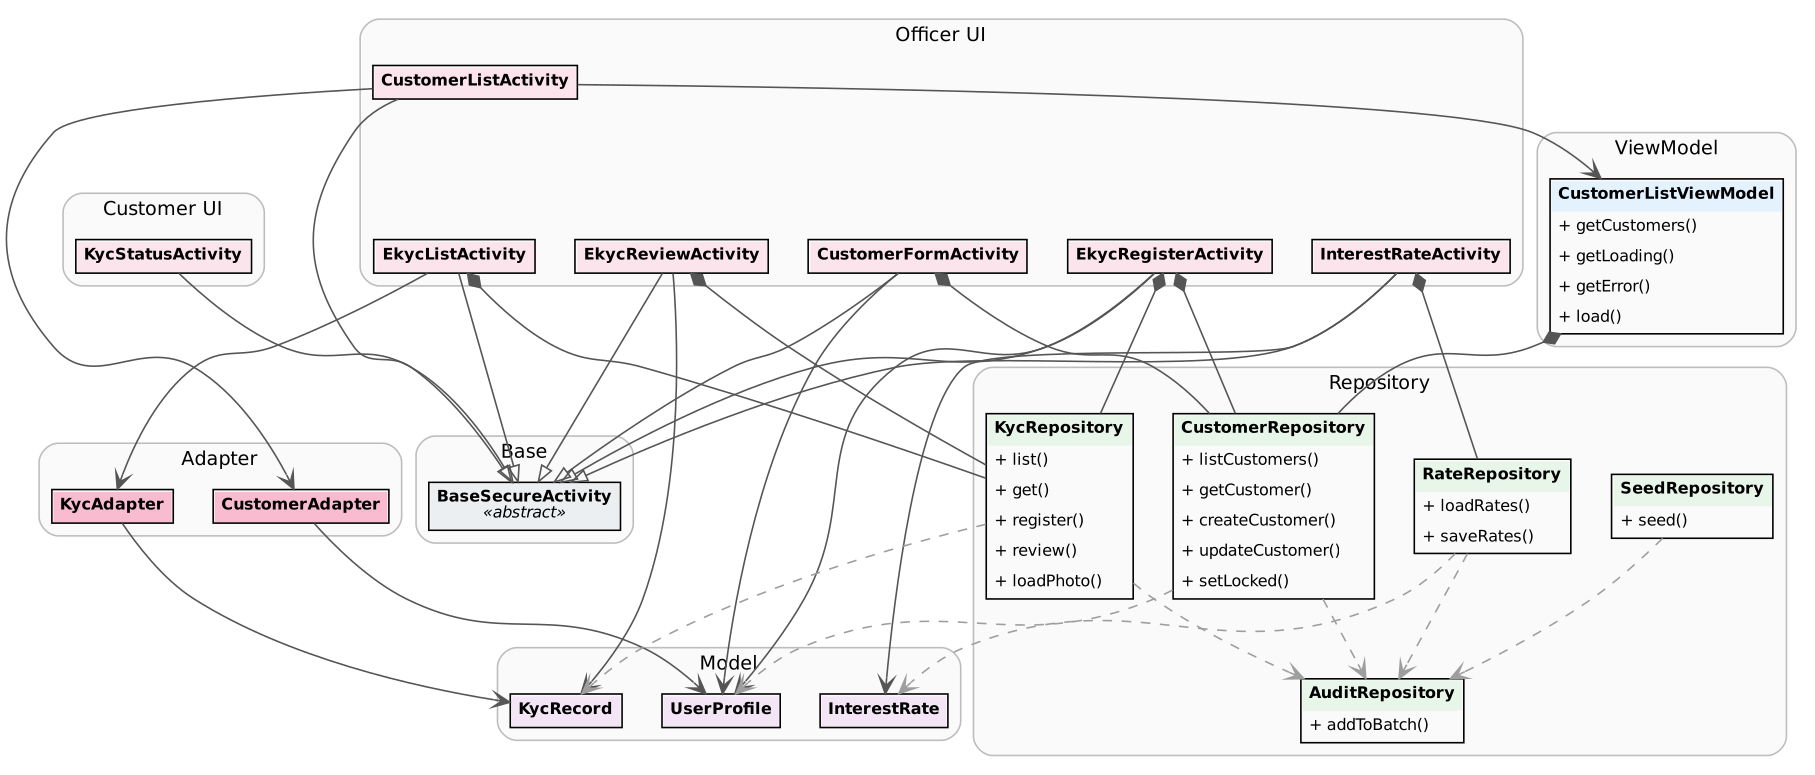 Officer UI
CustomerListActivity
ViewModel
CustomerListViewModel
+ getCustomers()
+ getLoading()
+ getError()
+ load()
Customer UI
KycStatusActivity
EkycListActivity
EkycReviewActivity
CustomerFormActivity
EkycRegisterActivity
InterestRateActivity
Repository
KycRepository
+ list()
+ get()
+ register()
+ review()
+ loadPhoto()
CustomerRepository
+ listCustomers()
+ getCustomer()
+ createCustomer()
+ updateCustomer()
+ setLocked()
RateRepository
+ loadRates()
+ saveRates()
SeedRepository
+ seed()
Adapter
KycAdapter
CustomerAdapter
Base
BaseSecureActivity
«abstract»
Model
KycRecord
UserProfile
InterestRate
AuditRepository
+ addToBatch()